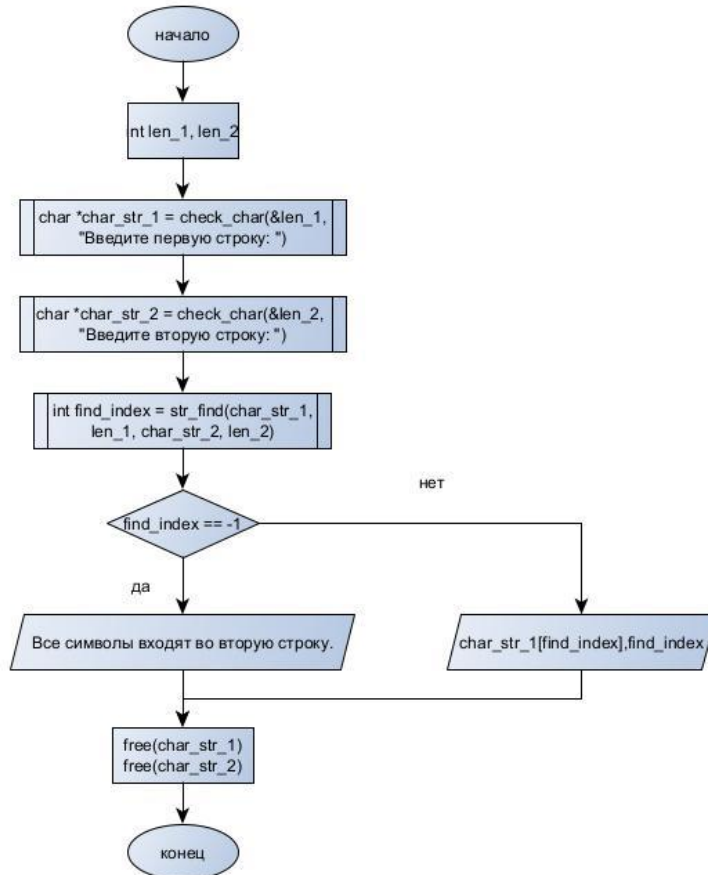 начало
int len_1, len_2
char *char_str_1 = check_char(&len_1,
"Введите первую строку: ")
char *char_str_2 = check_char(&len_2,
"Введите вторую строку: ")
int find_index = str_find(char_str_1,
len_1, char_str_2, len_2)
нет
find_index == -1
да
Все символы входят во вторую строку.
char_str_1[find_index],find_index
free(char_str_1)
free(char_str_2)
конец